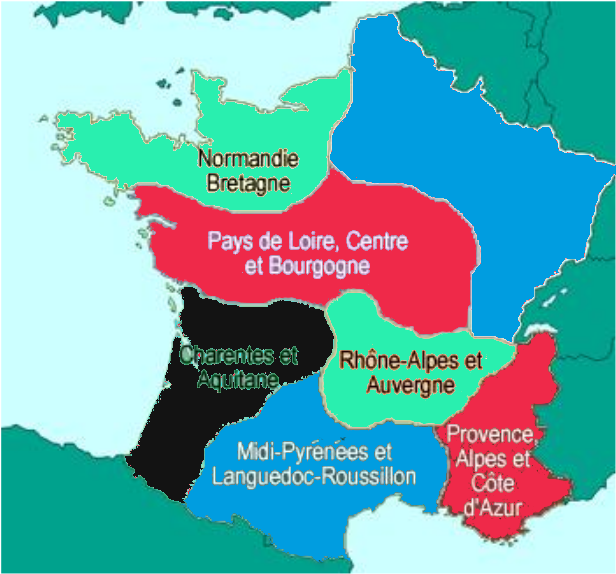 Normandie
Bretagne
Pays de Loire, Centre
et Bourgogne
Charentes et
Aquitane
Rhône-Alpes et
Auvergne
Midi-Pyrénées et
Languedoc-Roussillon
Provence,
Alpes et
Côte
d'Azur